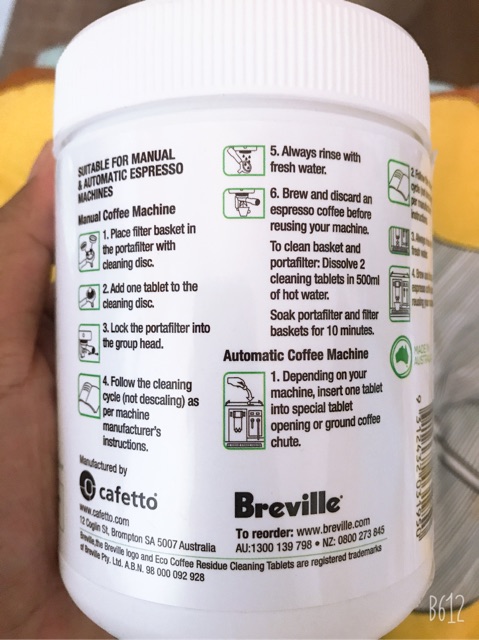 SUITABLE FOR MANUAL
& AUTOMATIC ESPRESSO
MACHINES
Manual Coffee Machine
1. Place filter basket in
the portafilter with
cleaning disc.
2. Add one tablet to the
cleaning disc.
3. Lock the portafilter into
the group head.
4. Follow the cleaning
cycle (not descaling) as
per machine
manufacturer's
instructions.
5. Always rinse with
fresh water.
6. Brew and discard an
espresso coffee before
reusing your machine.
To clean basket and
portafilter: Dissolve 2
cleaning tablets in 500ml
of hot water.
Soak portafilter and filter
baskets for 10 minutes.
Automatic Coffee Machine
1. Depending on your
machine, insert one tablet
into special tablet
opening or ground coffee
chute.
Manufactured by
cafetto
www.cafetto.com
12 Coglin St, Brompton SA 5007 Australia
Breville
To reorder: www.breville.com
AU:1300 139 798 • NZ: 0800 273 845
Breville, the Breville logo and Eco Coffee Residue Cleaning Tablets are registered trademarks
of Breville Pty. Ltd. A.B.N. 98 000 092 928
B612